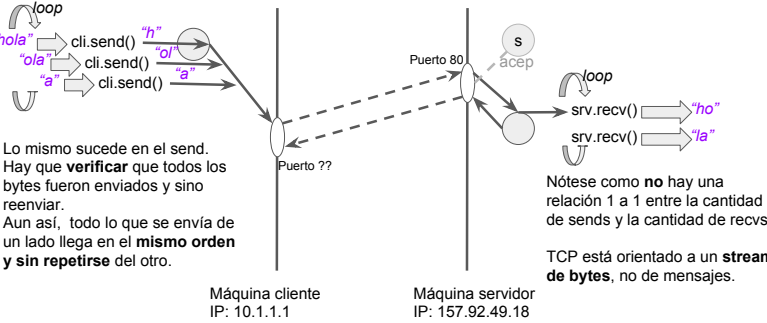 loop
hola"
cli.send()
"h"
"ola"
cli.send()
"ol"
"a"
cli.send()
"a"
Puerto 80
s
acep
loop
srv.recv()
"ho"
srv.recv()
"la"
Puerto ??
Lo mismo sucede en el send.
Hay que verificar que todos los
bytes fueron enviados y sino
reenviar.
Aun así, todo lo que se envía de
un lado llega en el mismo orden
y sin repetirse del otro.
Nótese como no hay una
relación 1 a 1 entre la cantidad
de sends y la cantidad de recvs
TCP está orientado a un stream
de bytes, no de mensajes.
Máquina cliente
IP: 10.1.1.1
Máquina servidor
IP: 157.92.49.18